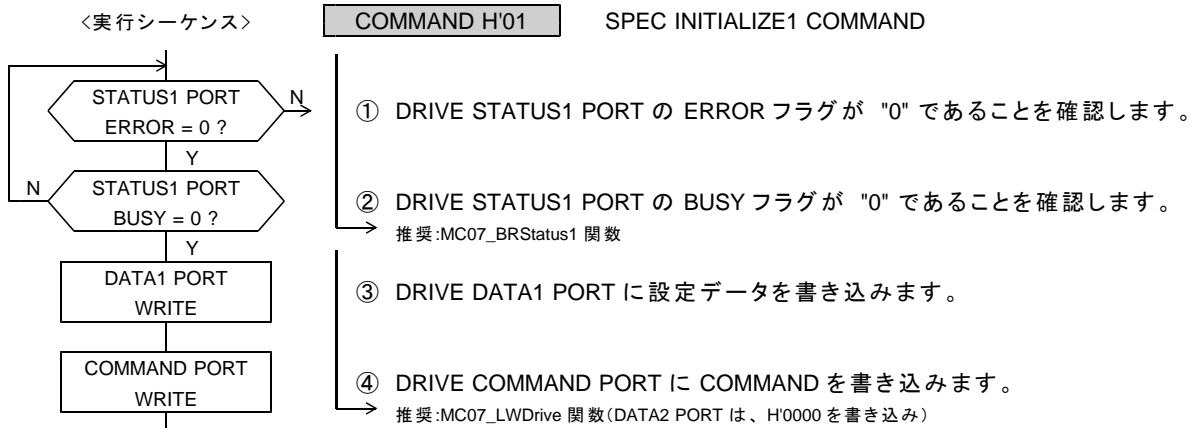 <実行シーケンス>
COMMAND H'01
SPEC INITIALIZE1 COMMAND
STATUS1 PORT
ERROR = 0 ?
N
Y
STATUS1 PORT
BUSY = 0 ?
N
Y
DATA1 PORT
WRITE
COMMAND PORT
WRITE
① DRIVE STATUS1 PORT の ERROR フラグが "0" であることを確認します。
② DRIVE STATUS1 PORT の BUSY フラグが "0" であることを確認します。
推奨:MC07_BRStatus1 関数
③ DRIVE DATA1 PORT に設定データを書き込みます。
④ DRIVE COMMAND PORT に COMMAND を書き込みます。
推奨:MC07_LWDrive 関数(DATA2 PORT は、H'0000 を書き込み)